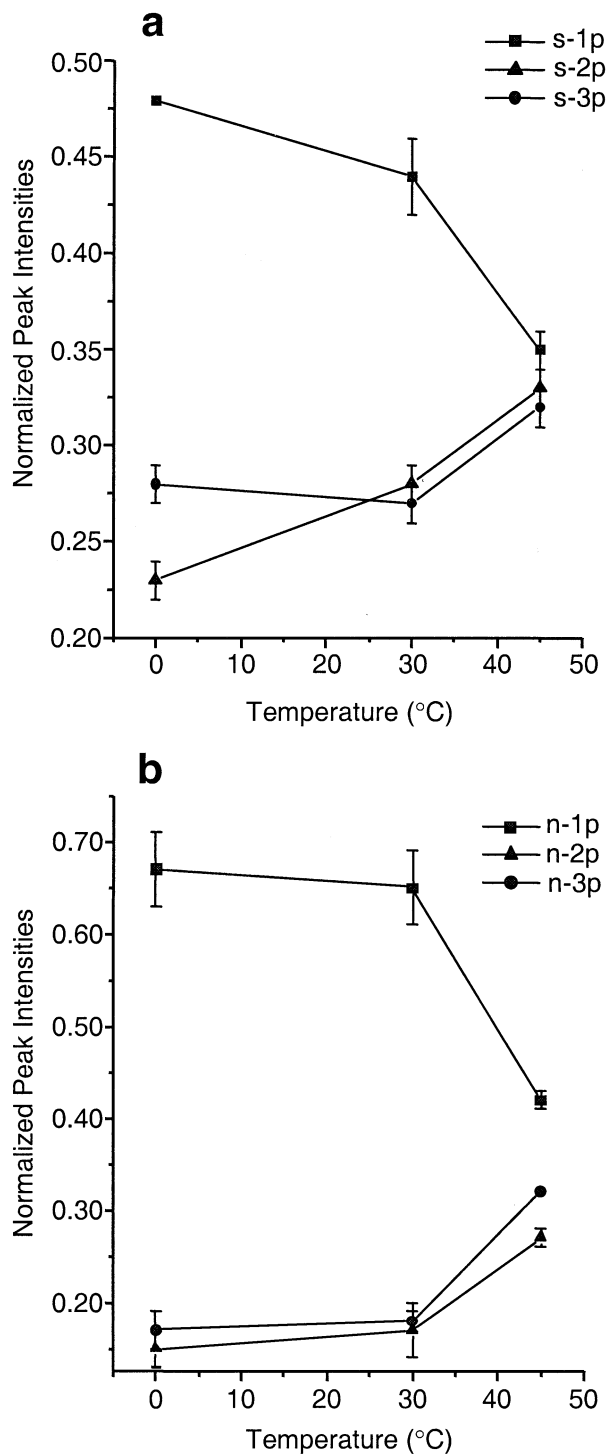 a
s-1p
s-2p
s-3p
0.50
0.45
0.40
0.35
0.30
0.25
0.20
Normalized Peak Intensities
0 10 20 30 40 50
Temperature (°C)
b
n-1p
n-2p
n-3p
0.70
0.60
0.50
0.40
0.30
0.20
Normalized Peak Intensities
0 10 20 30 40 50
Temperature (°C)